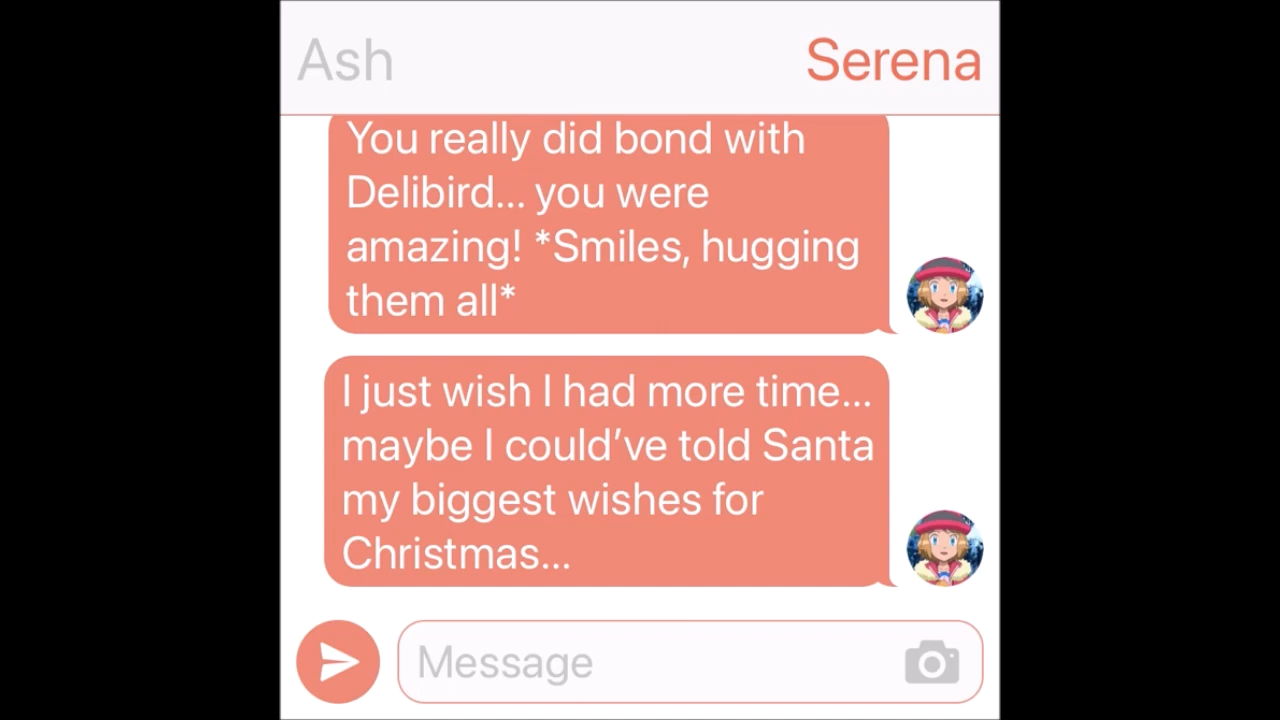 Ash
Serena
You really did bond with
Delibird... you were
amazing! *Smiles, hugging
them all*
I just wish I had more time...
maybe I could’ve told Santa
my biggest wishes for
Christmas...
Message